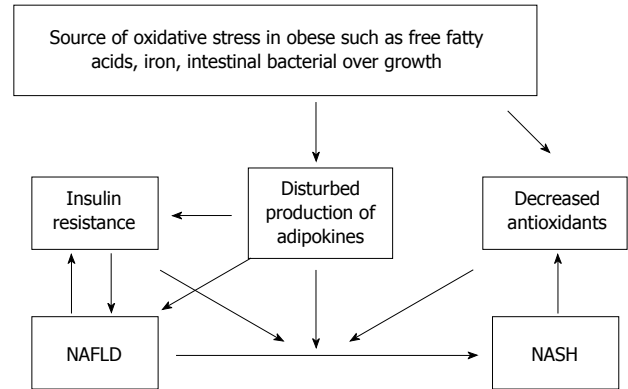 Source of oxidative stress in obese such as free fatty
acids, iron, intestinal bacterial over growth
Insulin
resistance
Disturbed
production of
adipokines
Decreased
antioxidants
NAFLD
NASH